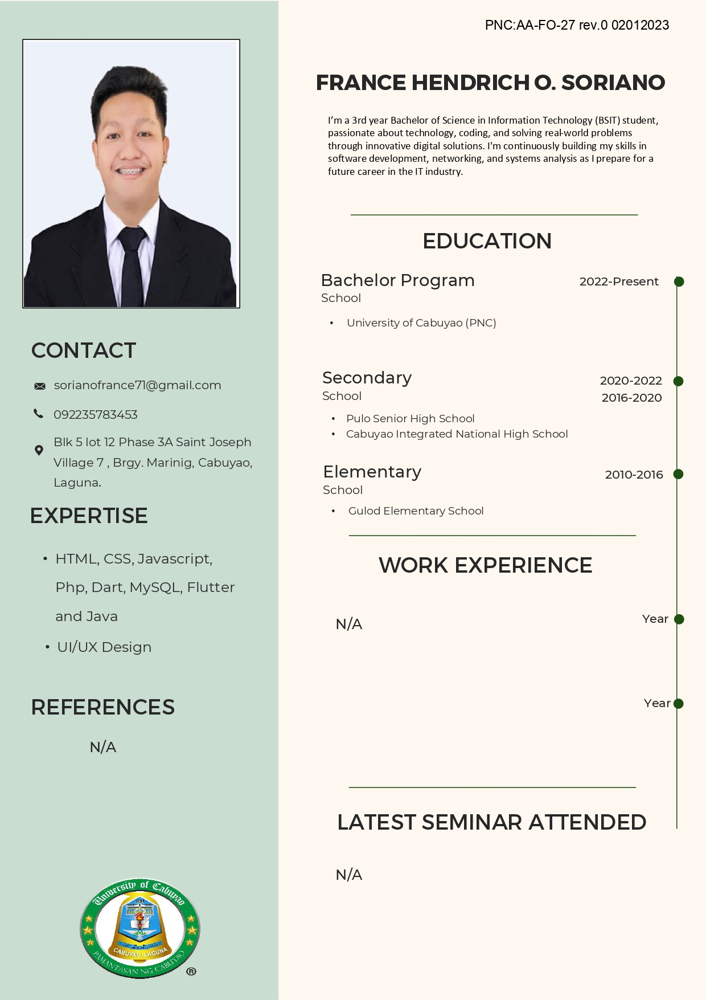 PNC:AA-FO-27 rev.0 02012023
FRANCE HENDRICH O. SORIANO
I’m a 3rd year Bachelor of Science in Information Technology (BSIT) student,
passionate about technology, coding, and solving real-world problems
through innovative digital solutions. I'm continuously building my skills in
software development, networking, and systems analysis as I prepare for a
future career in the IT industry.
EDUCATION
Bachelor Program
2022-Present
School
• University of Cabuyao (PNC)
Secondary
2020-2022
School
2016-2020
• Pulo Senior High School
• Cabuyao Integrated National High School
Elementary
2010-2016
School
• Gulod Elementary School
WORK EXPERIENCE
N/A
Year
Year
LATEST SEMINAR ATTENDED
N/A
CONTACT
sorianofrance71@gmail.com
092235783453
Blk 5 lot 12 Phase 3A Saint Joseph
Village 7 , Brgy. Marinig, Cabuyao,
Laguna.
EXPERTISE
• HTML, CSS, Javascript,
Php, Dart, MySQL, Flutter
and Java
• UI/UX Design
REFERENCES
N/A
University of Cabuyao
2003
CABUYAO, LAGUNA
PAMANTASAN NG CABUYAO
®